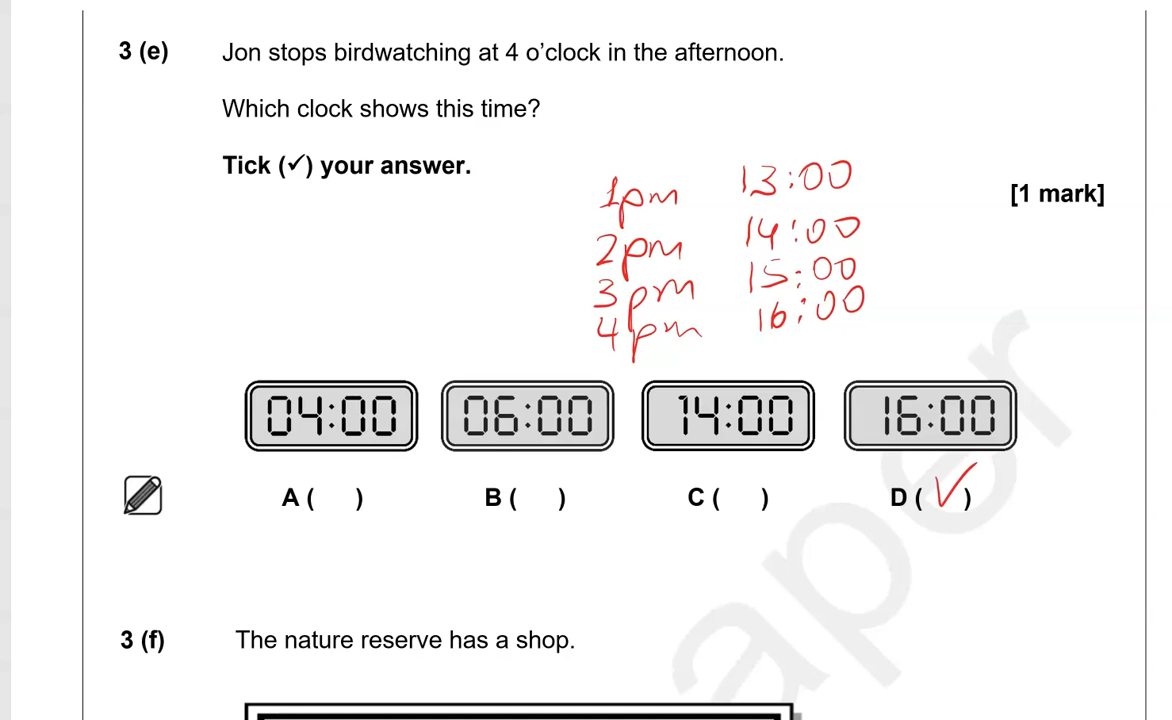 3 (e) Jon stops birdwatching at 4 o'clock in the afternoon.
Which clock shows this time?
Tick (✓) your answer.
[1 mark]
1pm 13:00
2pm 14:00
3pm 15:00
4pm 16:00
04:00 06:00 14:00 16:00
A ( ) B ( ) C ( ) D (✓)
3 (f) The nature reserve has a shop.
aper